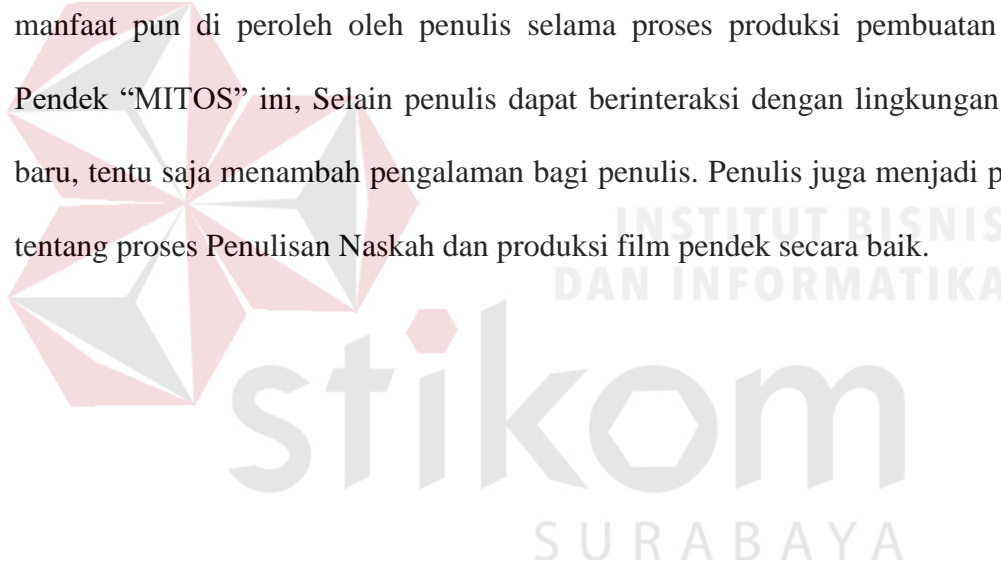 manfaat pun di peroleh oleh penulis selama proses produksi pembuatan
Pendek “MITOS” ini, Selain penulis dapat berinteraksi dengan lingkungan
baru, tentu saja menambah pengalaman bagi penulis. Penulis juga menjadi p
tentang proses Penulisan Naskah dan produksi film pendek secara baik.
INSTITUT BISNIS
DAN INFORMATIKA
stikom
SURABAYA